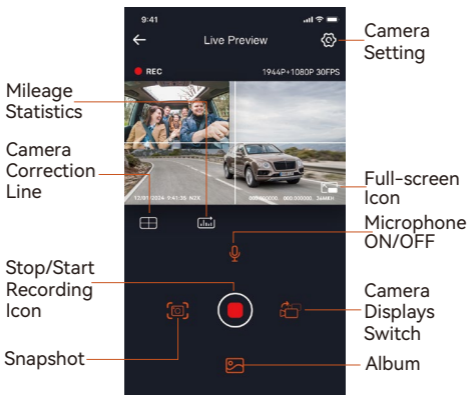 9:41
Live Preview
Camera
Setting
REC
1944P+1080P 30FPS
Mileage
Statistics
Camera
Correction
Line
Full-screen
Icon
Microphone
ON/OFF
Stop/Start
Recording
Icon
Camera
Displays
Switch
Snapshot
Album